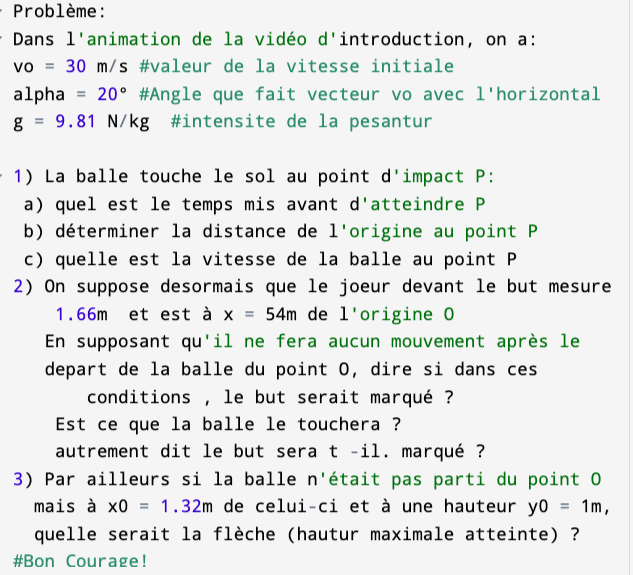 Problème:
Dans l'animation de la vidéo d'introduction, on a:
vo = 30 m/s #valeur de la vitesse initiale
alpha = 20° #Angle que fait vecteur vo avec l'horizontal
g = 9.81 N/kg #intensite de la pesantur
1) La balle touche le sol au point d'impact P:
a) quel est le temps mis avant d'atteindre P
b) déterminer la distance de l'origine au point P
c) quelle est la vitesse de la balle au point P
2) On suppose desormais que le joeur devant le but mesure
1.66m et est à x = 54m de l'origine O
En supposant qu'il ne fera aucun mouvement après le
depart de la balle du point O, dire si dans ces
conditions , le but serait marqué ?
Est ce que la balle le touchera ?
autrement dit le but sera t -il. marqué ?
3) Par ailleurs si la balle n'était pas parti du point O
mais à x0 = 1.32m de celui-ci et à une hauteur y0 = 1m,
quelle serait la flèche (hautur maximale atteinte) ?
#Bon Courage!